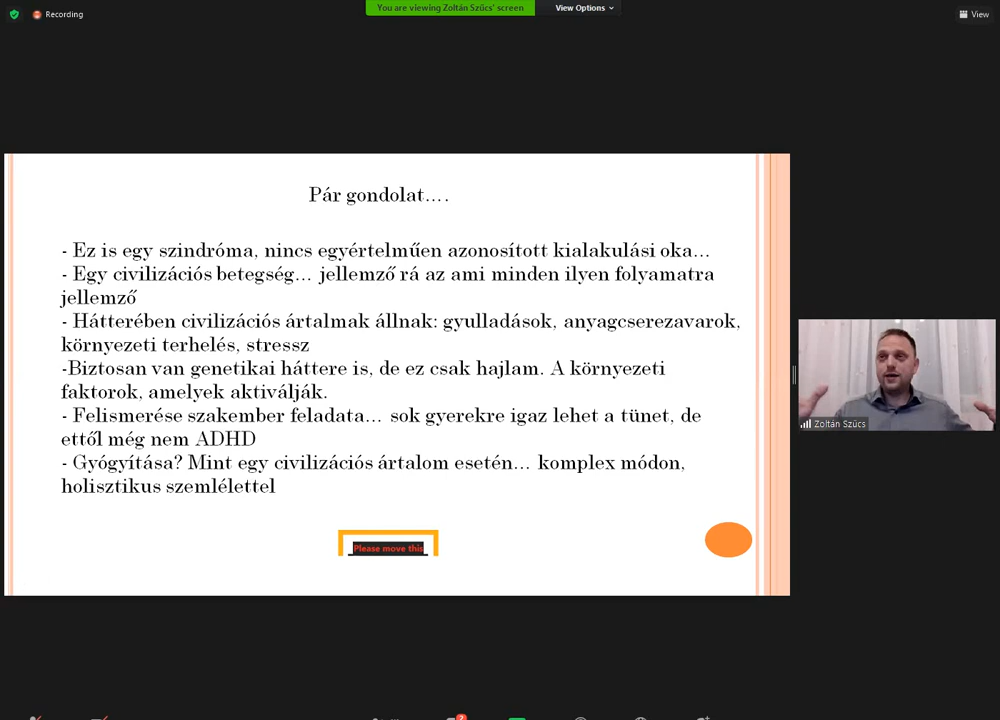 You are viewing Zoltán Szűcs' screen
View Options
Recording
View
Pár gondolat....
- Ez is egy szindróma, nincs egyértelműen azonosított kialakulási oka...
- Egy civilizációs betegség... jellemző rá az ami minden ilyen folyamatra
jellemző
- Hátterében civilizációs ártalmak állnak: gyulladások, anyagcserezavarok,
környezeti terhelés, stressz
-Biztosan van genetikai háttere is, de ez csak hajlam. A környezeti
faktorok, amelyek aktiválják.
- Felismerése szakember feladata... sok gyerekre igaz lehet a tünet, de
ettől még nem ADHD
- Gyógyítása? Mint egy civilizációs ártalom esetén... komplex módon,
holisztikus szemlélettel
Please move this
Zoltán Szűcs